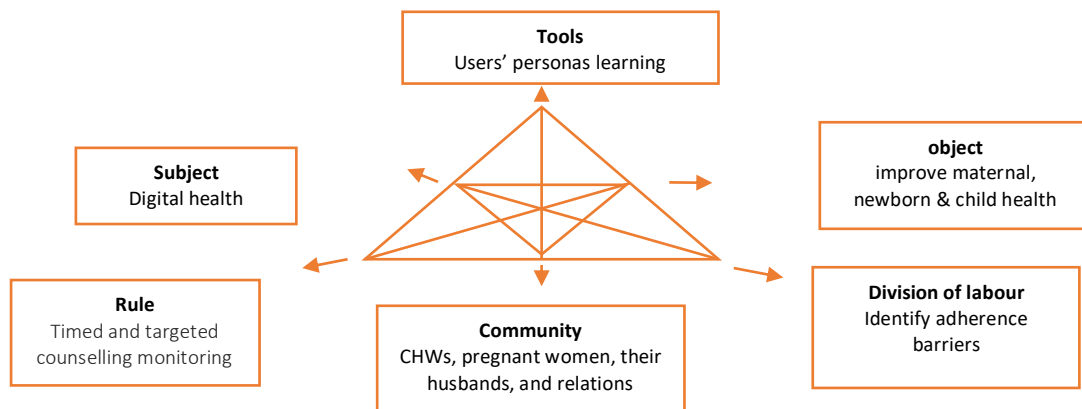 Tools
Users’ personas learning
Subject
Digital health
object
improve maternal,
newborn & child health
Rule
Timed and targeted
counselling monitoring
Community
CHWs, pregnant women, their
husbands, and relations
Division of labour
Identify adherence
barriers